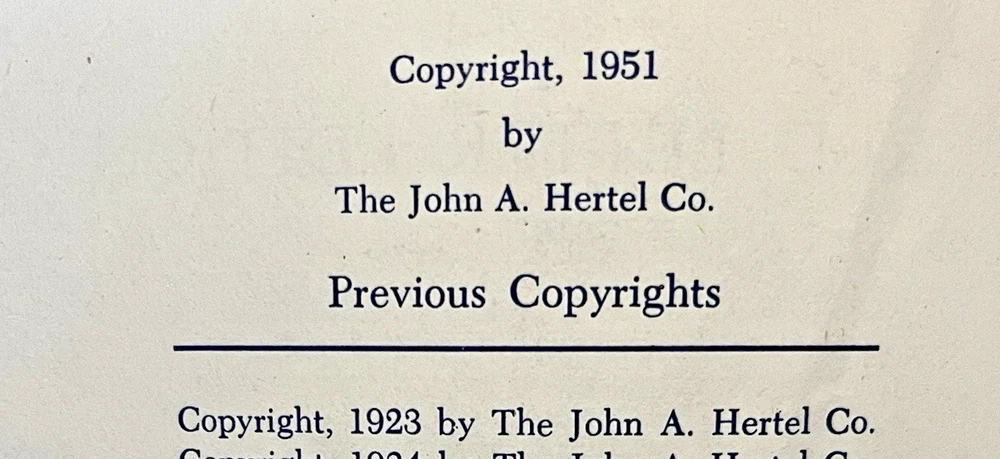 Copyright, 1951
by
The John A. Hertel Co.
Previous Copyrights
Copyright, 1923 by The John A. Hertel Co.